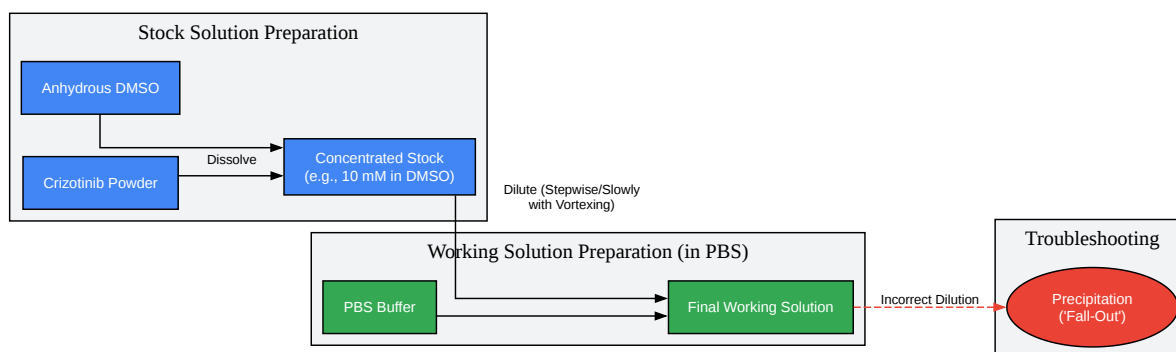 Stock Solution Preparation
Anhydrous DMSO
Crizotinib Powder
Dissolve
Concentrated Stock
(e.g., 10 mM in DMSO)
Dilute (Stepwise/Slowly
with Vortexing)
Working Solution Preparation (in PBS)
PBS Buffer
Final Working Solution
Incorrect Dilution
Troubleshooting
Precipitation
('Fall-Out')